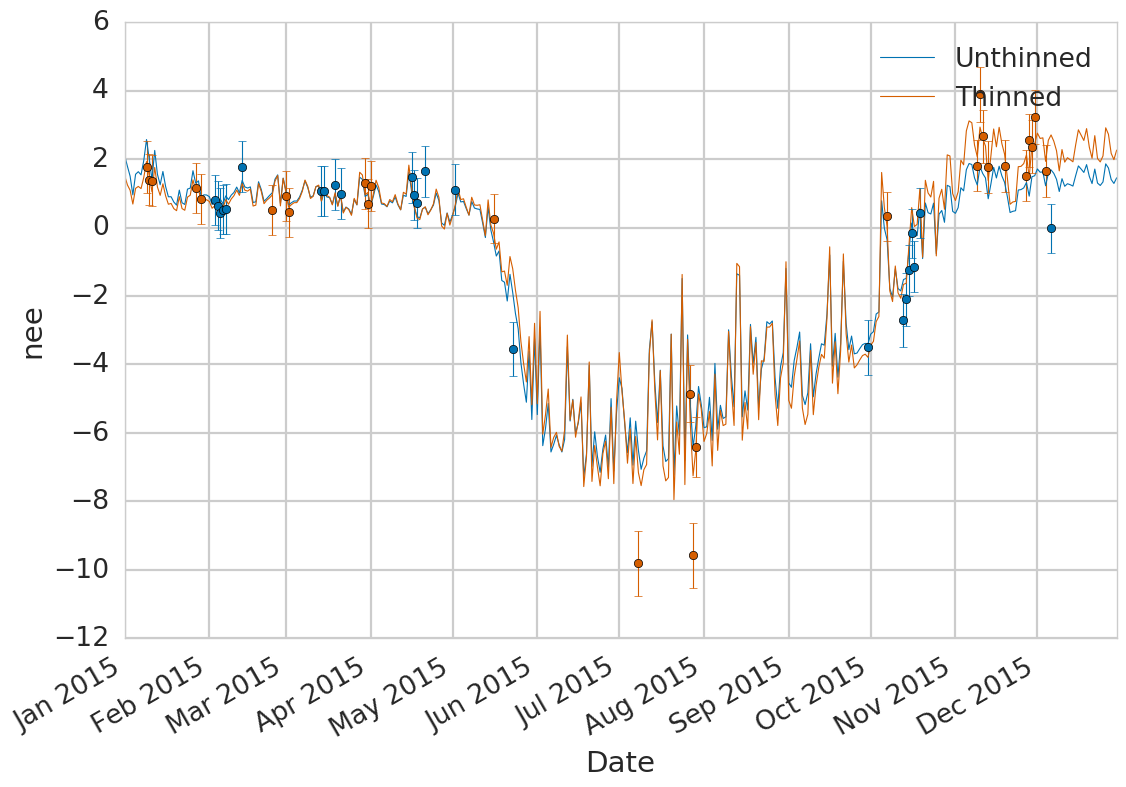 6
4
2
0
−2
−4
−6
−8
−10
−12
nee
Unthinned
Thinned
Jan 2015
Feb 2015
Mar 2015
Apr 2015
May 2015
Jun 2015
Jul 2015
Aug 2015
Sep 2015
Oct 2015
Nov 2015
Dec 2015
Date